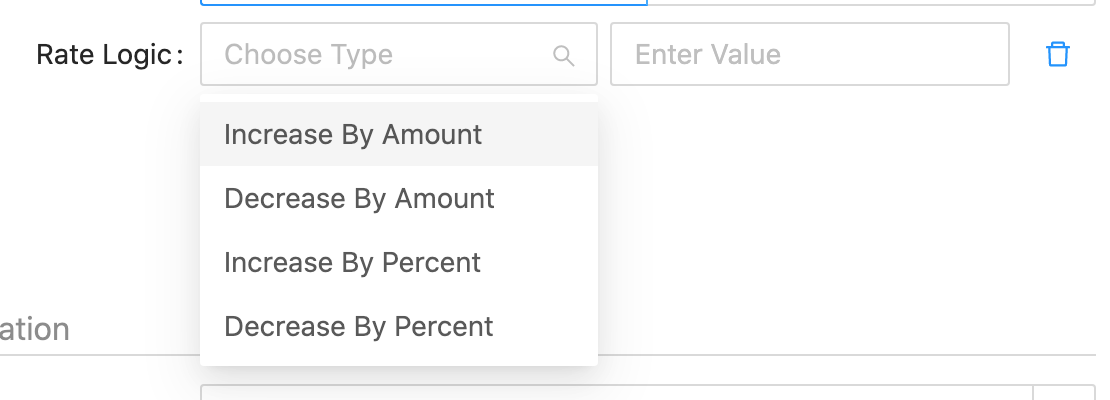 Rate Logic: Choose Type Enter Value
Increase By Amount
Decrease By Amount
Increase By Percent
Decrease By Percent
ation